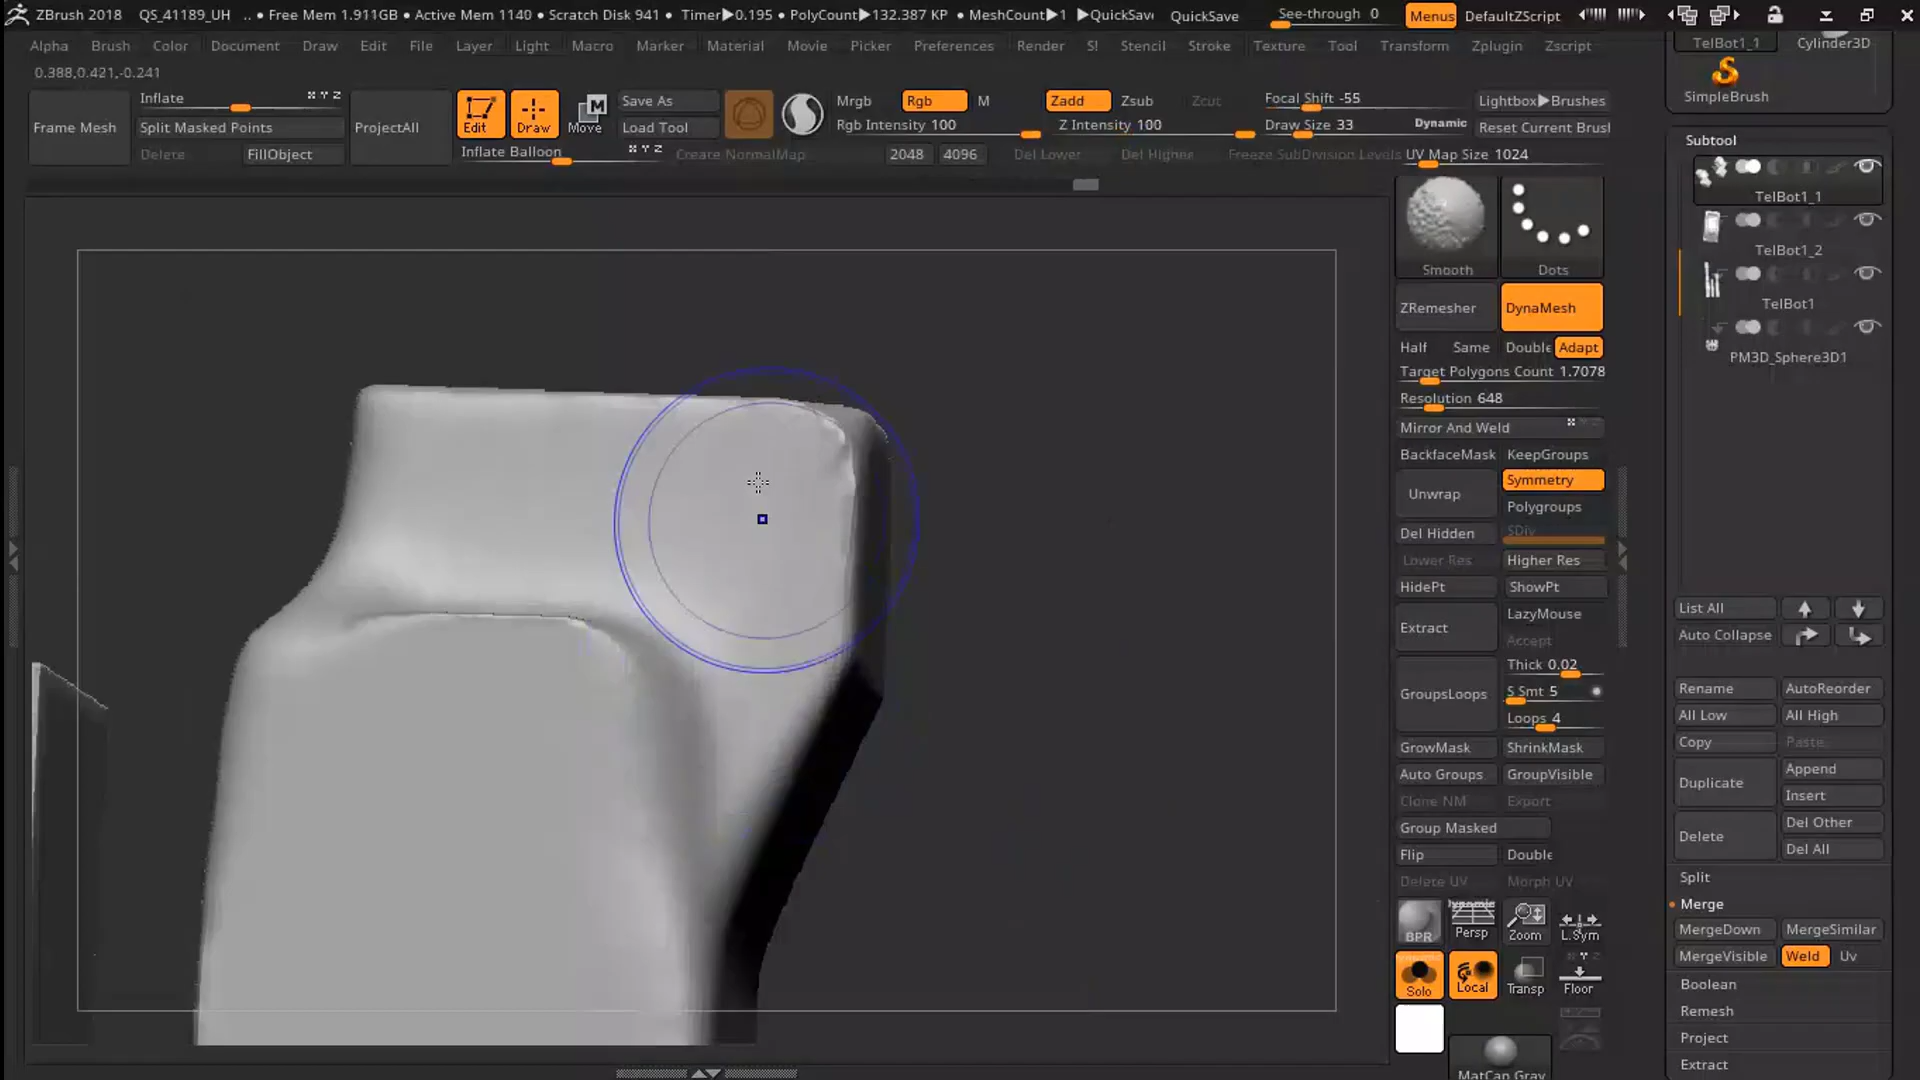 ZBrush 2018 QS_41189_UH .. • Free Mem 1.911GB • Active Mem 1140 • Scratch Disk 941 • Timer▶0.195 • PolyCount▶132.387 KP • MeshCount▶1 ▶QuickSav QuickSave See-through 0 Menus DefaultZScript
Alpha Brush Color Document Draw Edit File Layer Light Macro Marker Material Movie Picker Preferences Render S! Stencil Stroke Texture Tool Transform Zplugin Zscript
0.388,0.421,-0.241
Frame Mesh
Inflate X Y Z
Split Masked Points
Delete FillObject
ProjectAll
Edit Draw Move
Inflate Balloon X Y Z
Save As
Load Tool
Create NormalMap
Mrgb Rgb M
Rgb Intensity 100
2048 4096
Zadd Zsub Zcut
Z Intensity 100
Del Lower Del Higher
Focal Shift -55
Draw Size 33 Dynamic
Freeze SubDivision Levels
Lightbox▶Brushes
Reset Current Brusl
UV Map Size 1024
Smooth Dots
ZRemesher DynaMesh
Half Same Double Adapt
Target Polygons Count 1.7078
Resolution 648
Mirror And Weld
BackfaceMask KeepGroups
Unwrap Symmetry
Polygroups
Del Hidden SDiv
Lower Res Higher Res
HidePt ShowPt
Extract LazyMouse
Accept
Thick 0.02
GroupsLoops S Smt 5
Loops 4
GrowMask ShrinkMask
Auto Groups GroupVisible
Clone NM Export
Group Masked
Flip Double
Delete UV Morph UV
BPR Dynamic Persp Zoom L.Sym
Solo Local Transp Floor
MatCap Gray
TelBot1_1 Cylinder3D
SimpleBrush
Subtool
TelBot1_1
TelBot1_2
TelBot1
PM3D_Sphere3D1
List All
Auto Collapse
Rename AutoReorder
All Low All High
Copy Paste
Duplicate Append
Insert
Delete Del Other
Del All
Split
Merge
MergeDown MergeSimilar
MergeVisible Weld Uv
Boolean
Remesh
Project
Extract